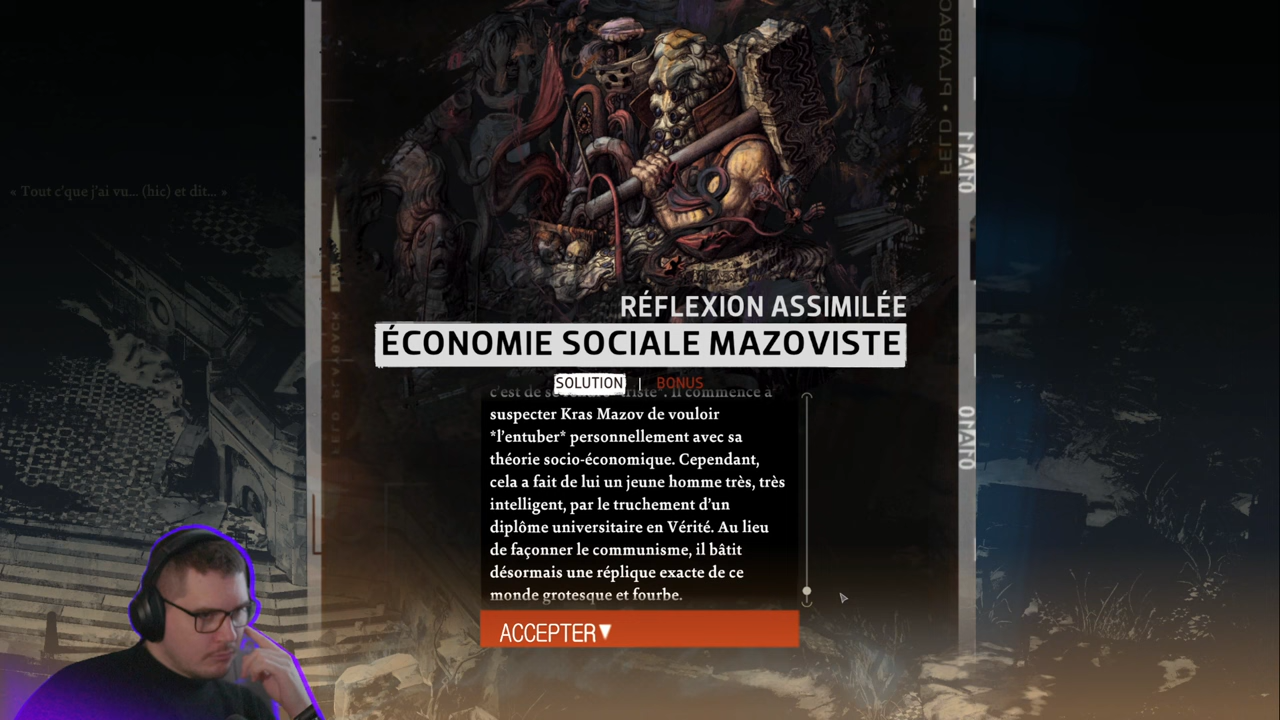 « Tout c'que j'ai vu... (hic) et dit... »
RÉFLEXION ASSIMILÉE
ÉCONOMIE SOCIALE MAZOVISTE
SOLUTION | BONUS
suspecter Kras Mazov de vouloir
*l'entuber* personnellement avec sa
théorie socio-économique. Cependant,
cela a fait de lui un jeune homme très, très
intelligent, par le truchement d'un
diplôme universitaire en Vérité. Au lieu
de façonner le communisme, il bâtit
désormais une réplique exacte de ce
monde grotesque et fourbe.
ACCEPTER